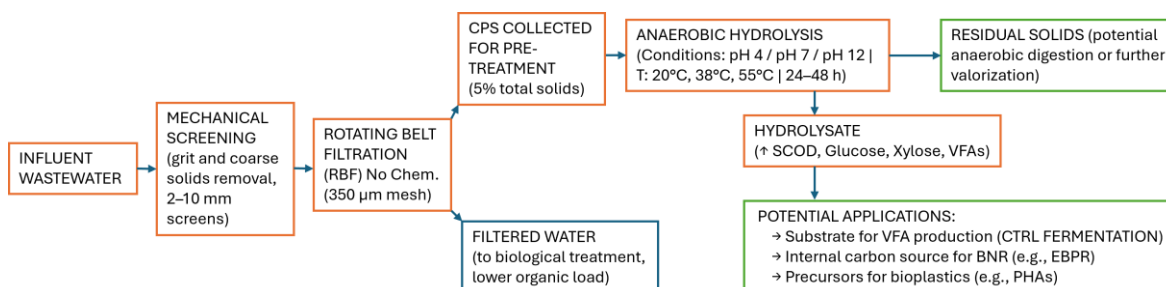 INFLUENT
WASTEWATER
MECHANICAL
SCREENING
(grit and coarse
solids removal,
2–10 mm
screens)
ROTATING BELT
FILTRATION
(RBF) No Chem.
(350 µm mesh)
CPS COLLECTED
FOR PRE-
TREATMENT
(5% total solids)
FILTERED WATER
(to biological treatment,
lower organic load)
ANAEROBIC HYDROLYSIS
(Conditions: pH 4 / pH 7 / pH 12 |
T: 20°C, 38°C, 55°C | 24–48 h)
RESIDUAL SOLIDS (potential
anaerobic digestion or further
valorization)
HYDROLYSATE
(↑ SCOD, Glucose, Xylose, VFAs)
POTENTIAL APPLICATIONS:
→ Substrate for VFA production (CTRL FERMENTATION)
→ Internal carbon source for BNR (e.g., EBPR)
→ Precursors for bioplastics (e.g., PHAs)